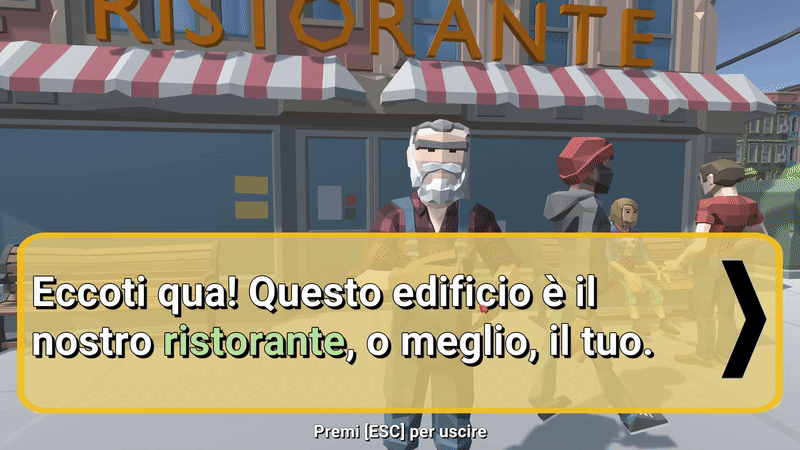 RISTORANTE
Eccoti qua! Questo edificio è il
nostro ristorante, o meglio, il tuo.
Premi [ESC] per uscire